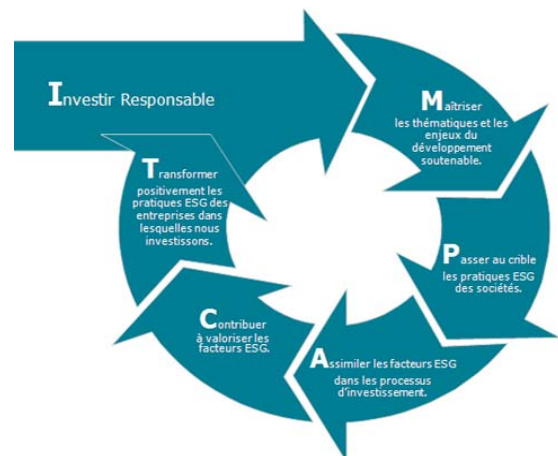 Investir Responsable
Maîtriser
les thématiques et les
enjeux du
développement
soutenable.
Passer au crible
les pratiques ESG
des sociétés.
Assimiler les facteurs ESG
dans les processus
d'investissement.
Contribuer
à valoriser les
facteurs ESG.
Transformer
positivement les
pratiques ESG des
entreprises dans
lesquelles nous
investissons.